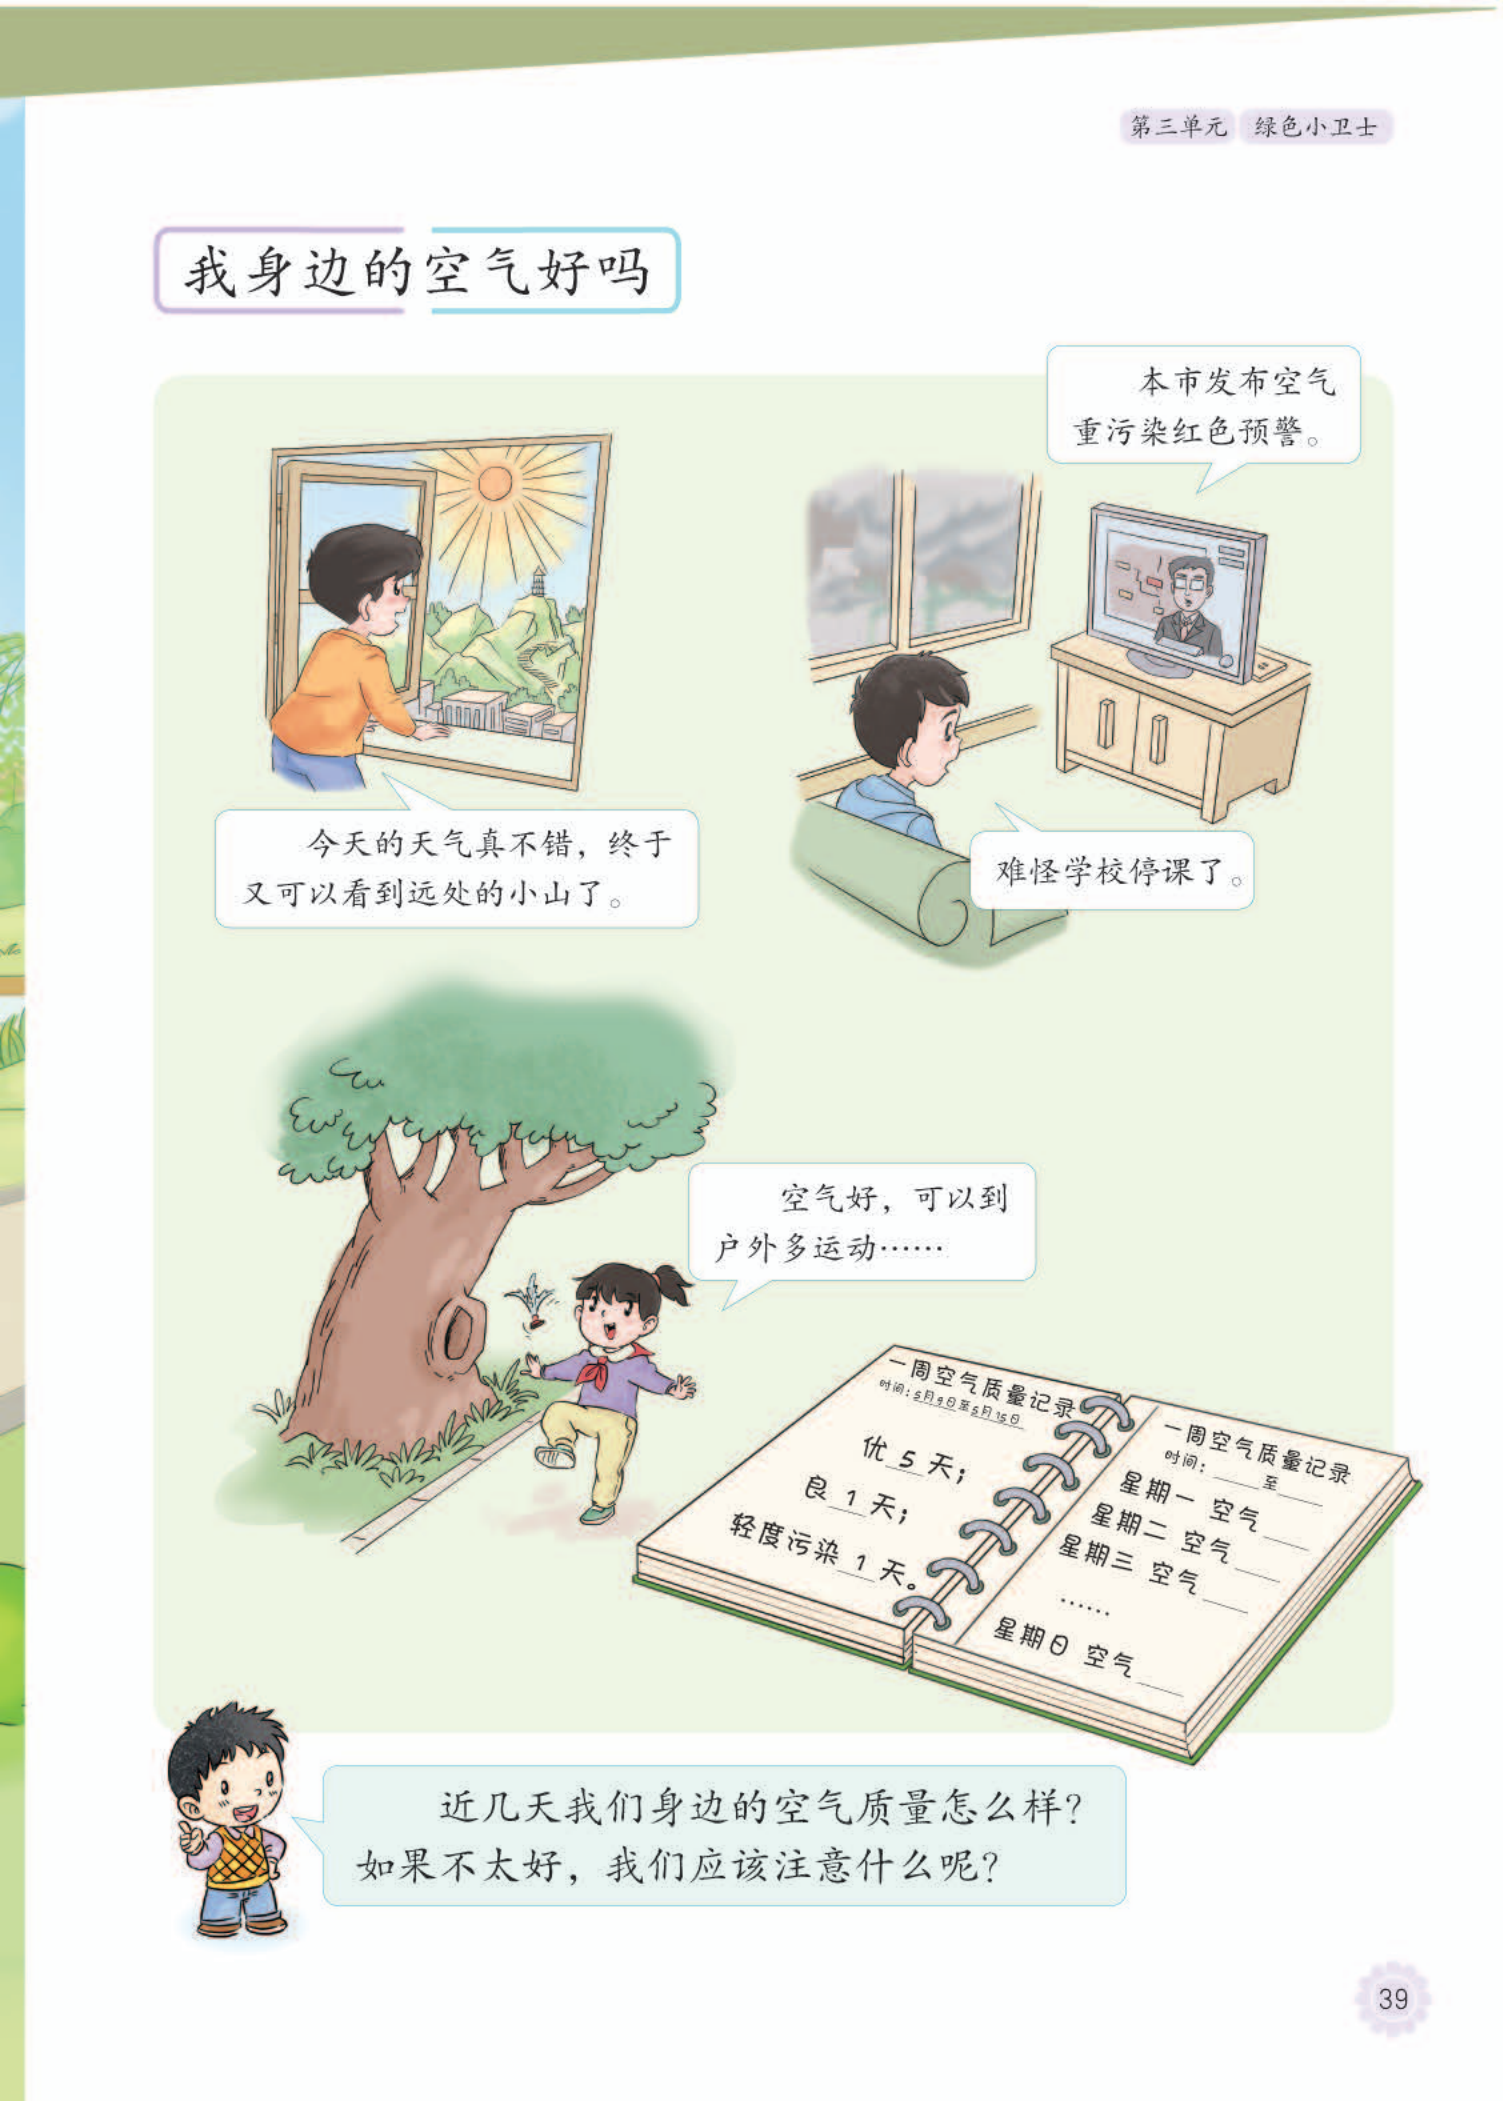 第三单元 绿色小卫士
我身边的空气好吗
本市发布空气
重污染红色预警。
今天的天气真不错，终于
又可以看到远处的小山了。
难怪学校停课了。
空气好，可以到
户外多运动……
一周空气质量记录
时间：5月9日至5月15日
优 5 天；
良 1 天；
轻度污染 1 天。
一周空气质量记录
时间：____至____
星期一 空气____
星期二 空气____
星期三 空气____
……
星期日 空气____
近几天我们身边的空气质量怎么样？
如果不太好，我们应该注意什么呢？
39